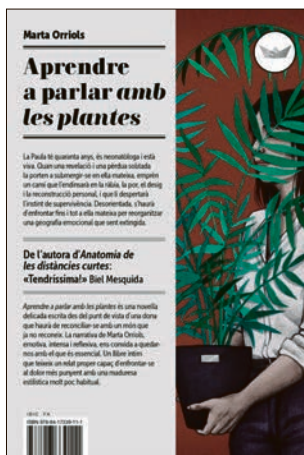 Marta Orriols
Aprendre
a parlar amb
les plantes
La Paula té quaranta anys, és neonatòloga i està
viva. Quan una revelació i una pèrdua sobtada
la porten a submergir-se en ella mateixa, emprèn
un camí que l'endinsarà en la ràbia, la por, el desig
i la reconstrucció personal, i que li despertarà
l'instint de supervivència. Desorientada, s'haurà
d'enfrontar fins i tot a ella mateixa per reorganitzar
una geografia emocional que sent extingida.
De l'autora d'Anatomia de
les distàncies curtes:
«Tendríssima!» Biel Mesquida
Aprendre a parlar amb les plantes és una novel·la
delicada escrita des del punt de vista d'una dona
que haurà de reconciliar-se amb un món que
ja no reconeix. La narrativa de Marta Orriols,
emotiva, intensa i reflexiva, ens convida a quedar-
nos amb el que és essencial. Un llibre íntim
que teixeix un relat proper capaç d'enfrontar-se
al dolor més punyent amb una maduresa
estilística molt poc habitual.